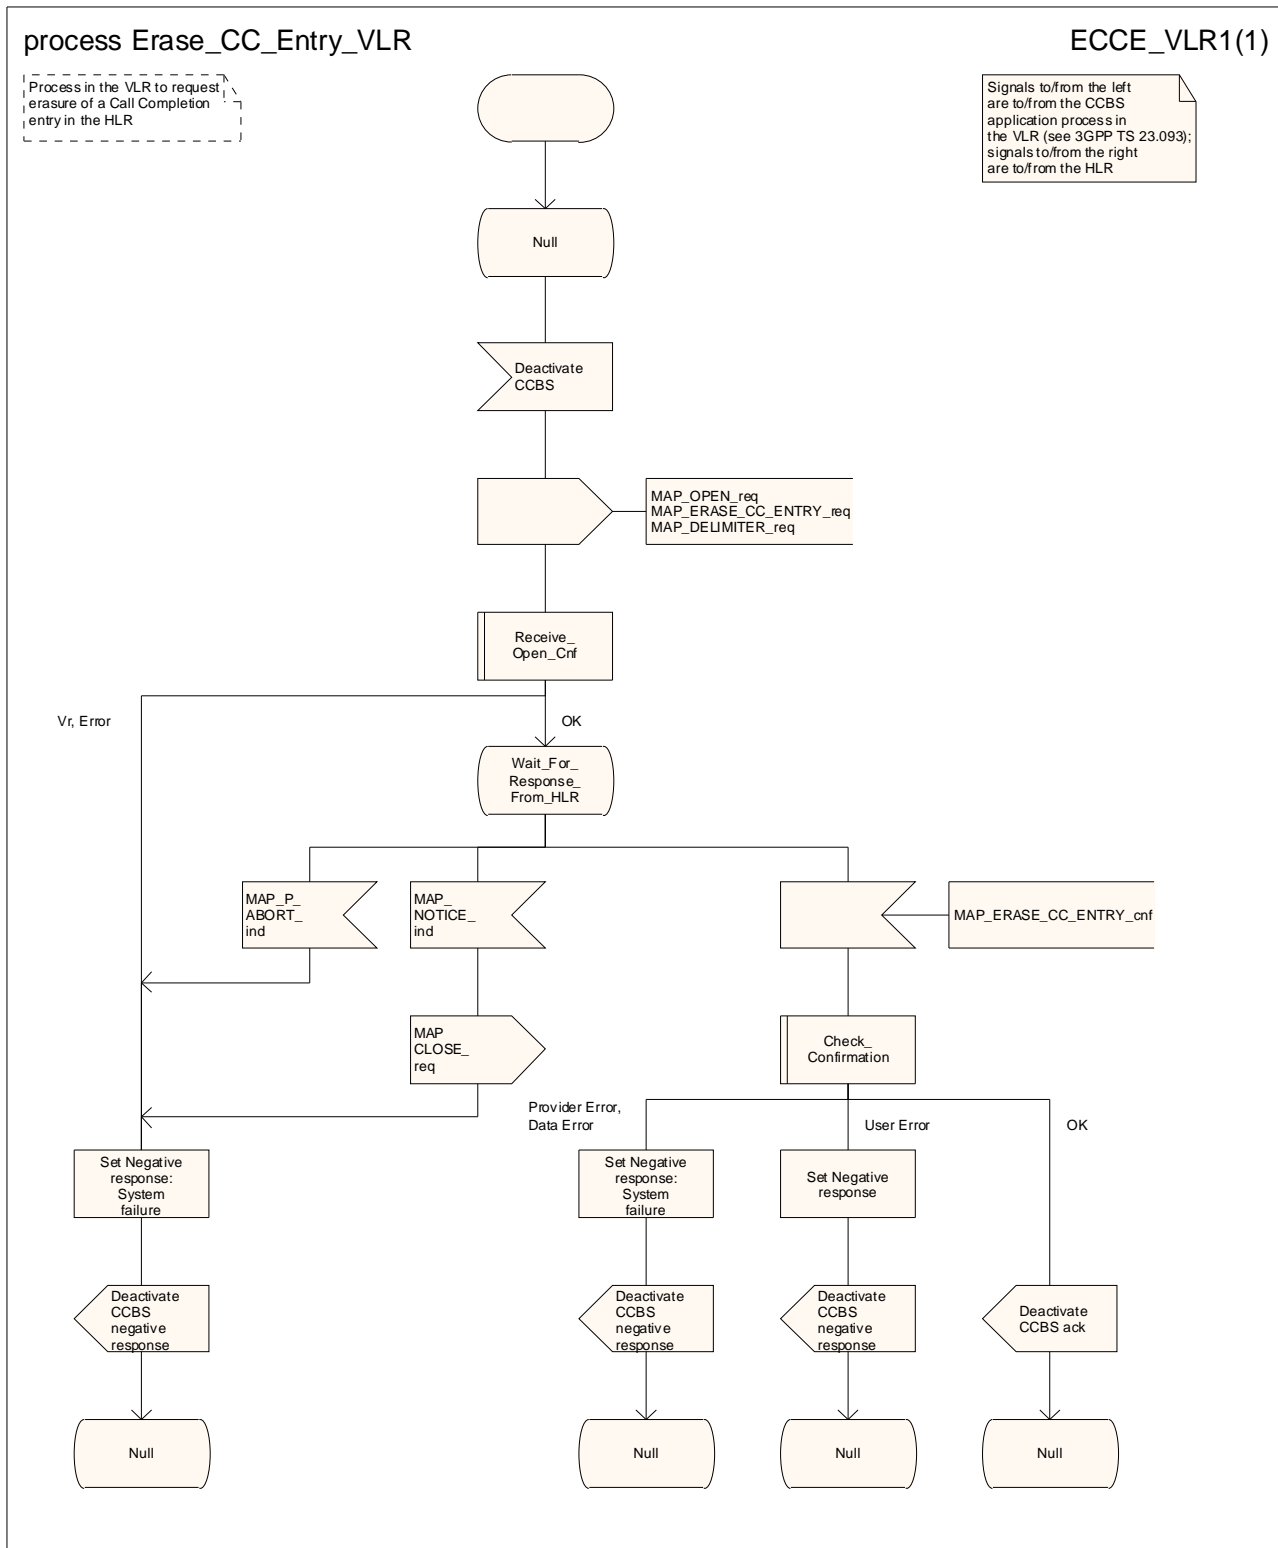 process Erase_CC_Entry_VLR
ECCE_VLR1(1)
Process in the VLR to request
erasure of a Call Completion
entry in the HLR
Signals to/from the left
are to/from the CCBS
application process in
the VLR (see 3GPP TS 23.093);
signals to/from the right
are to/from the HLR
Null
Deactivate
CCBS
MAP_OPEN_req
MAP_ERASE_CC_ENTRY_req
MAP_DELIMITER_req
Receive_
Open_Cnf
Vr, Error
OK
Wait_For_
Response_
From_HLR
MAP_P_
ABORT_
ind
MAP_
NOTICE_
ind
MAP_ERASE_CC_ENTRY_cnf
MAP
CLOSE_
req
Check_
Confirmation
Provider Error,
Data Error
User Error
OK
Set Negative
response:
System
failure
Set Negative
response:
System
failure
Set Negative
response
Deactivate
CCBS
negative
response
Deactivate
CCBS
negative
response
Deactivate
CCBS
negative
response
Deactivate
CCBS ack
Null
Null
Null
Null